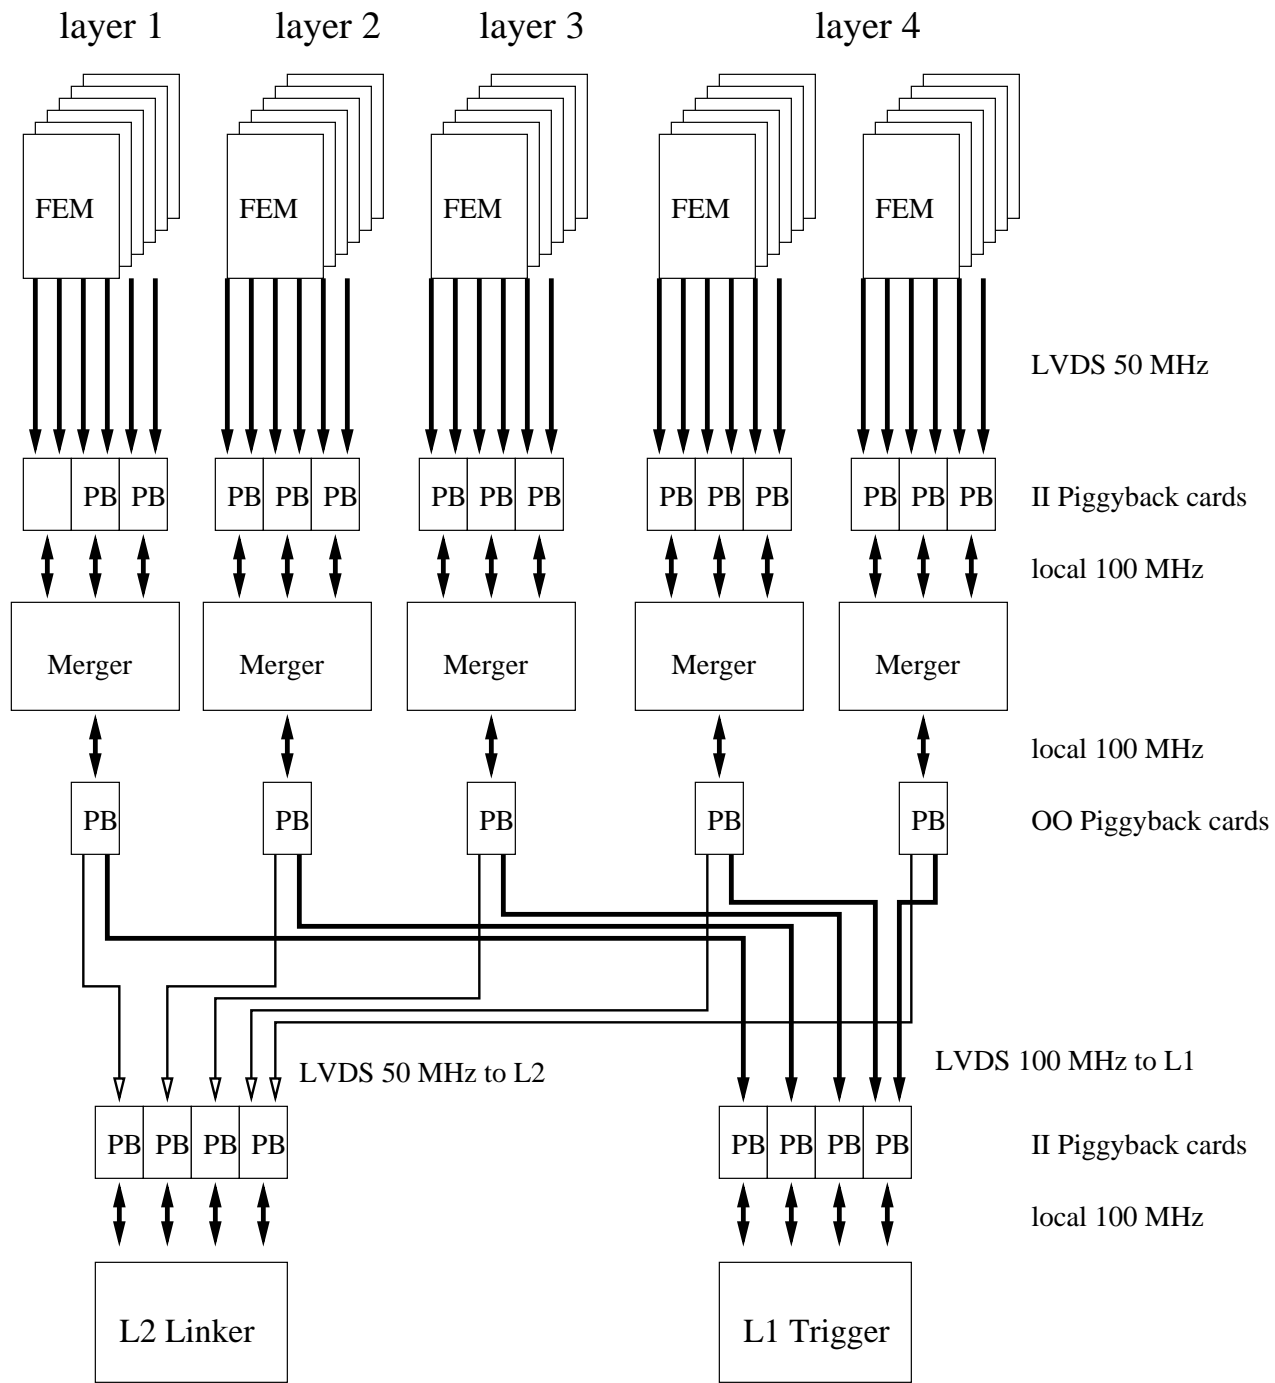 layer 1 layer 2 layer 3 layer 4
FEM FEM FEM FEM FEM
LVDS 50 MHz
PB PB PB PB PB PB PB PB PB PB PB PB PB PB II Piggyback cards
local 100 MHz
Merger Merger Merger Merger Merger
local 100 MHz
PB PB PB PB PB OO Piggyback cards
LVDS 50 MHz to L2 LVDS 100 MHz to L1
PB PB PB PB PB PB PB PB II Piggyback cards
local 100 MHz
L2 Linker L1 Trigger